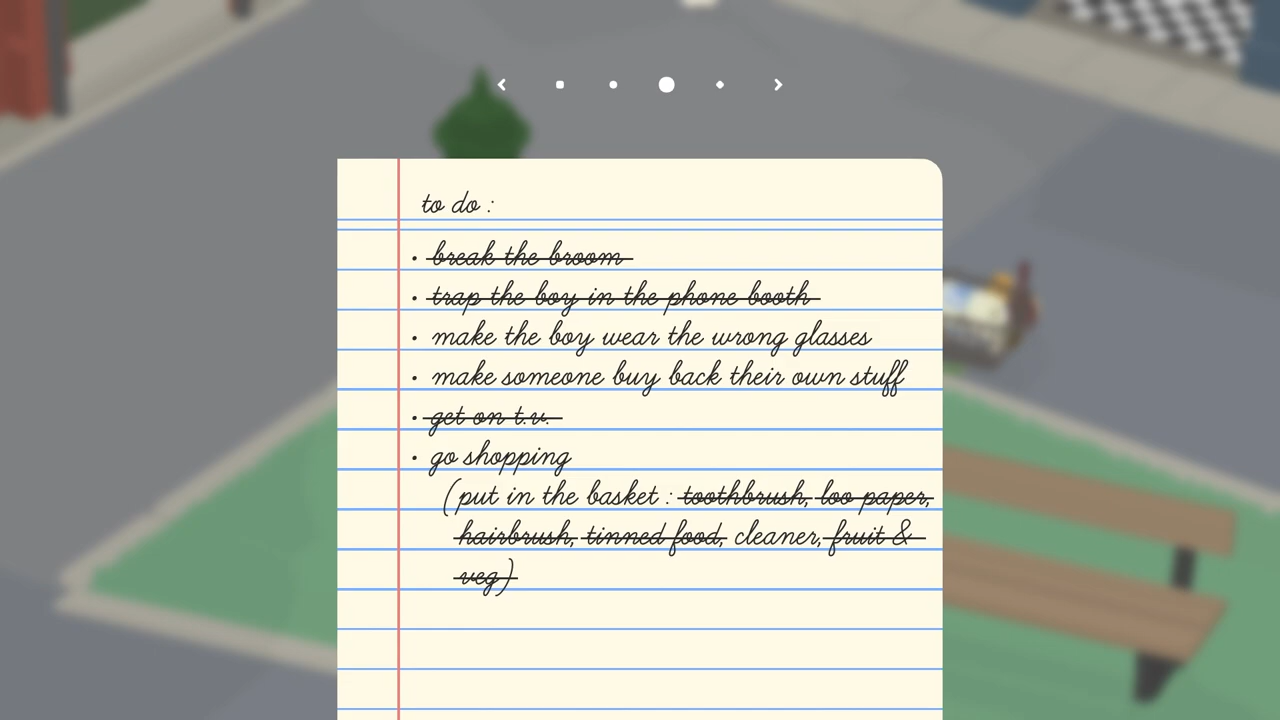 to do :
• break the broom
• trap the boy in the phone booth
• make the boy wear the wrong glasses
• make someone buy back their own stuff
• get on t.v.
• go shopping
(put in the basket : toothbrush, loo paper,
hairbrush, tinned food, cleaner, fruit &
veg)